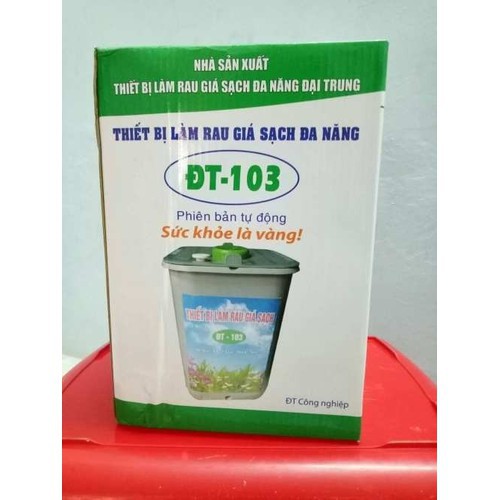 NHÀ SẢN XUẤT
THIẾT BỊ LÀM RAU GIÁ SẠCH ĐA NĂNG ĐẠI TRUNG
THIẾT BỊ LÀM RAU GIÁ SẠCH ĐA NĂNG
ĐT-103
Phiên bản tự động
Sức khỏe là vàng!
THIẾT BỊ LÀM RAU GIÁ SẠCH
ĐT - 103
ĐT Công nghiệp